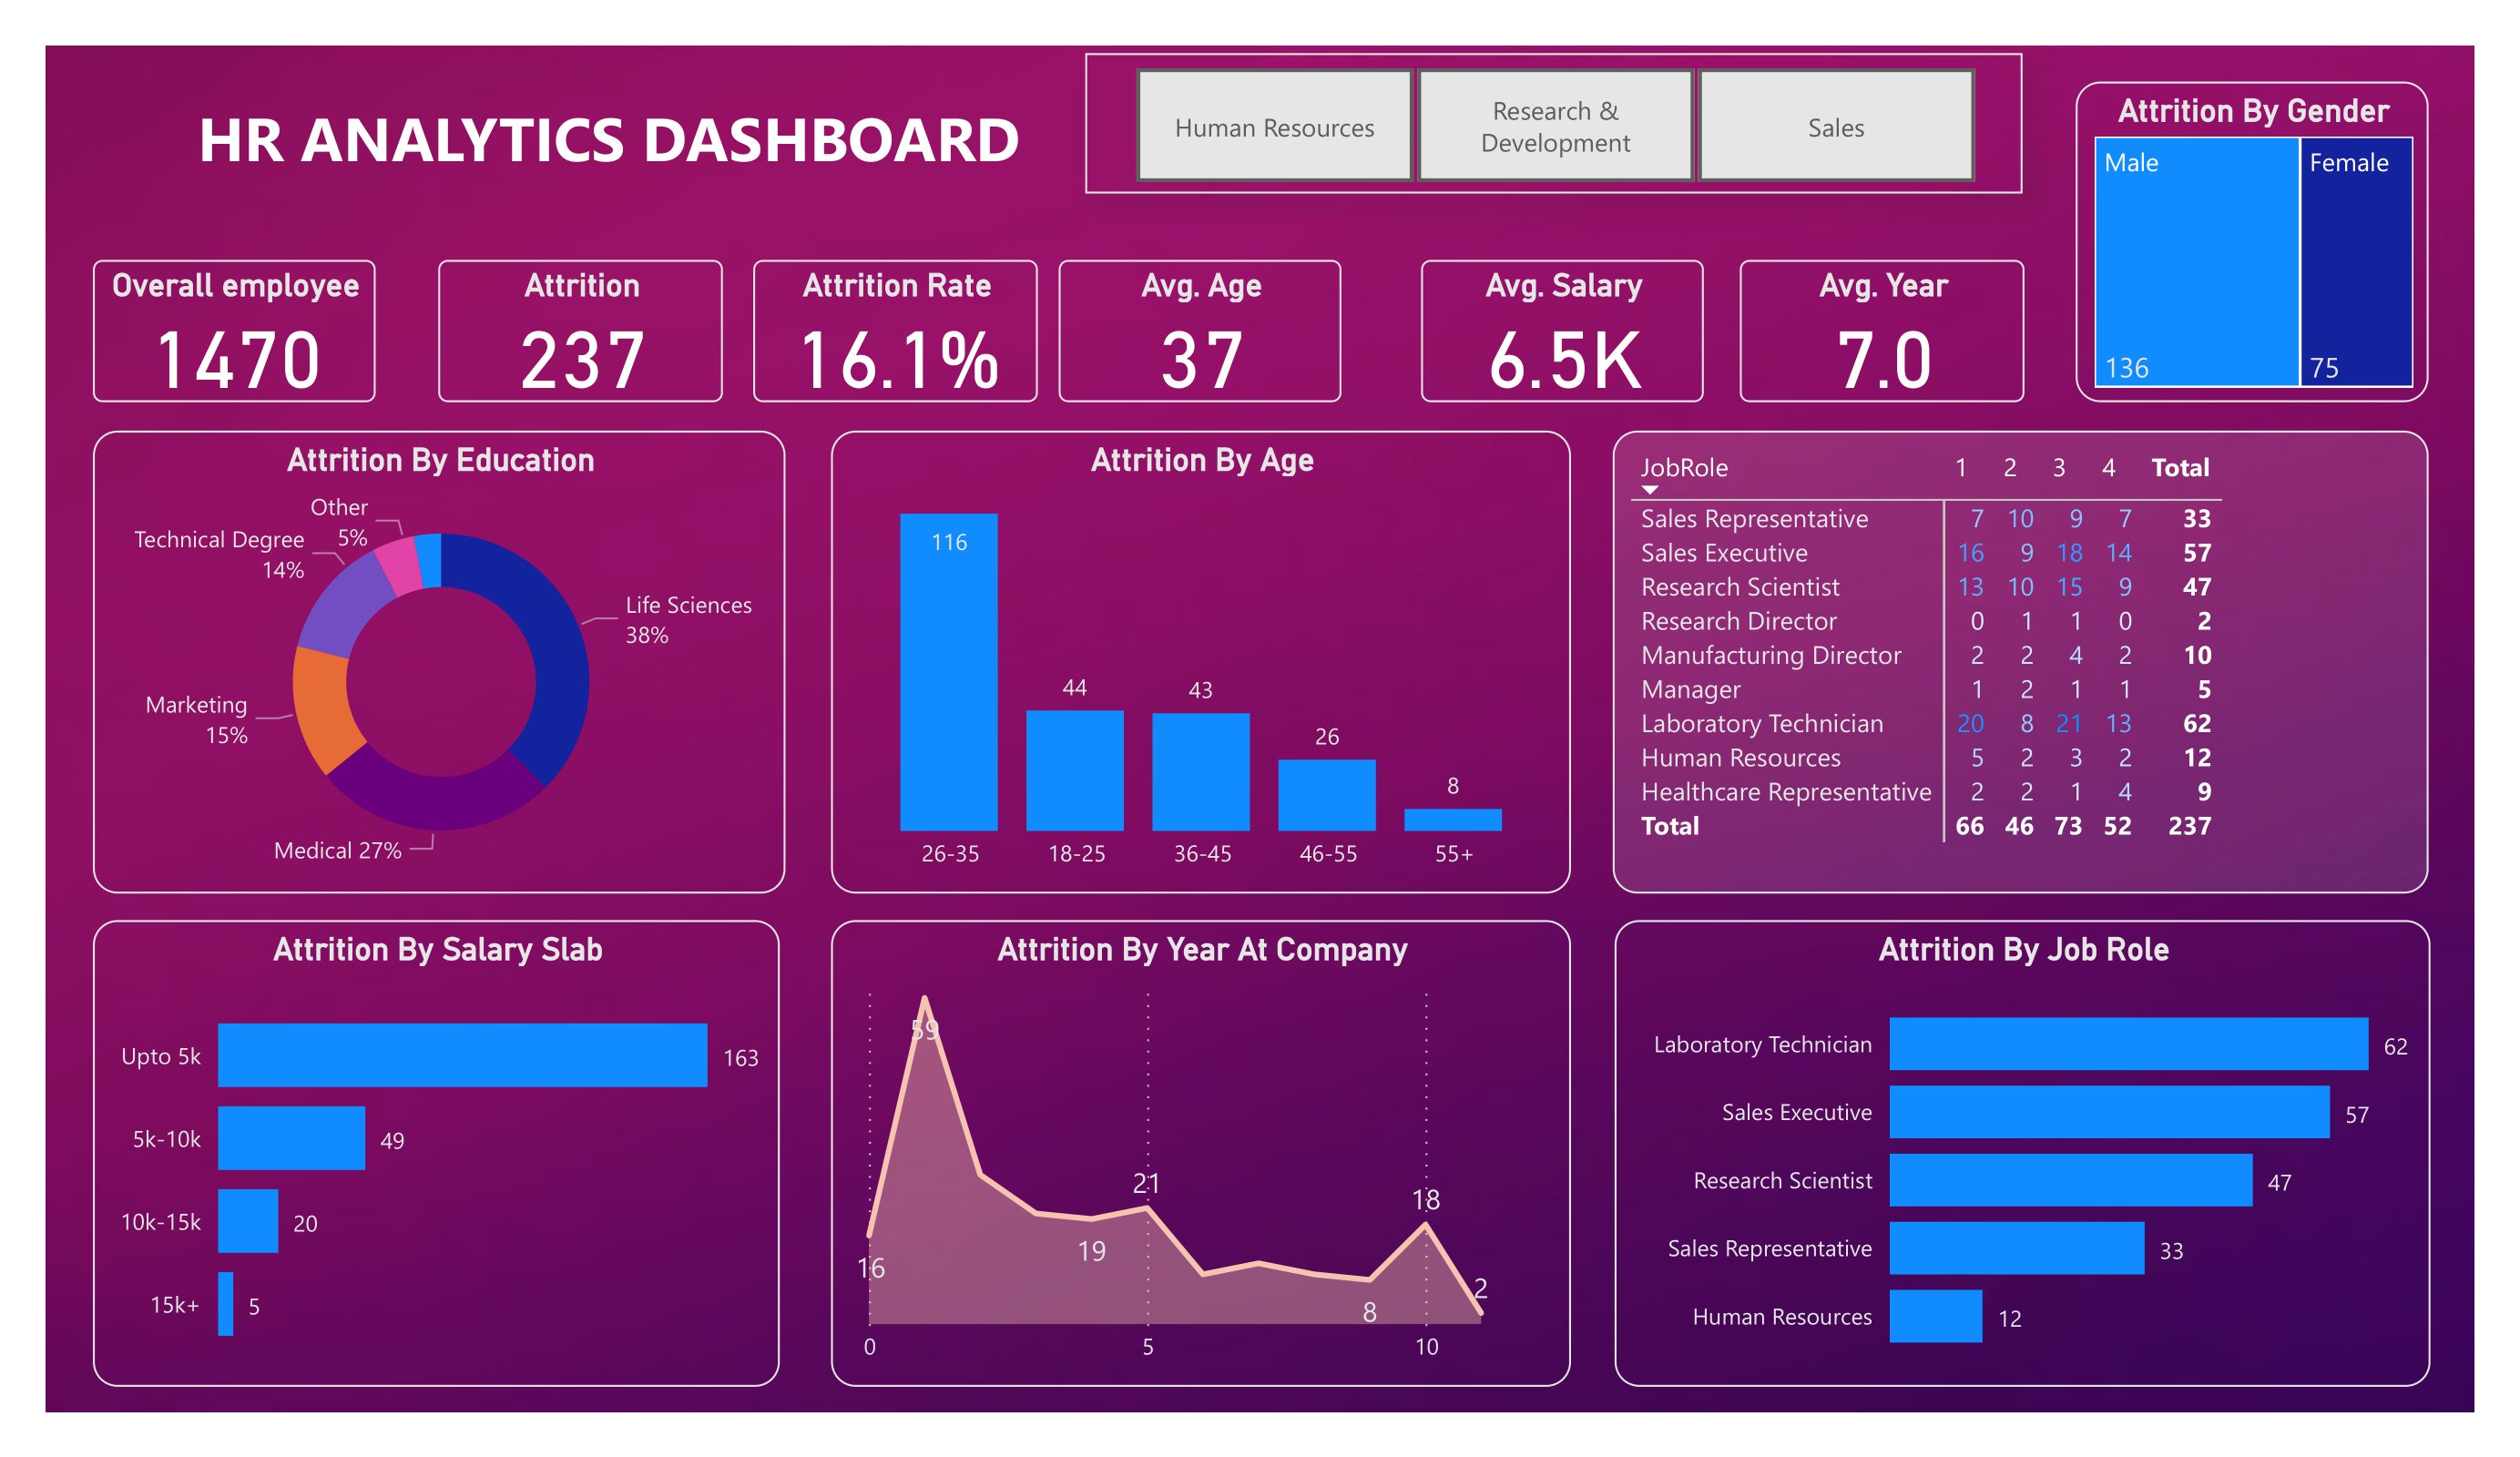 HR ANALYTICS DASHBOARD
Human Resources
Research &
Development
Sales
Attrition By Gender
Male
Female
136
75
Overall employee
1470
Attrition
237
Attrition Rate
16.1%
Avg. Age
37
Avg. Salary
6.5K
Avg. Year
7.0
Attrition By Education
Other
5%
Technical Degree
14%
Life Sciences
38%
Marketing
15%
Medical 27%
Attrition By Age
116
44
43
26
8
26-35 18-25 36-45 46-55 55+
JobRole 1 2 3 4 Total
Sales Representative 7 10 9 7 33
Sales Executive 16 9 18 14 57
Research Scientist 13 10 15 9 47
Research Director 0 1 1 0 2
Manufacturing Director 2 2 4 2 10
Manager 1 2 1 1 5
Laboratory Technician 20 8 21 13 62
Human Resources 5 2 3 2 12
Healthcare Representative 2 2 1 4 9
Total 66 46 73 52 237
Attrition By Salary Slab
Upto 5k 163
5k-10k 49
10k-15k 20
15k+ 5
Attrition By Year At Company
59
21
18
19
16
2
8
0 5 10
Attrition By Job Role
Laboratory Technician 62
Sales Executive 57
Research Scientist 47
Sales Representative 33
Human Resources 12